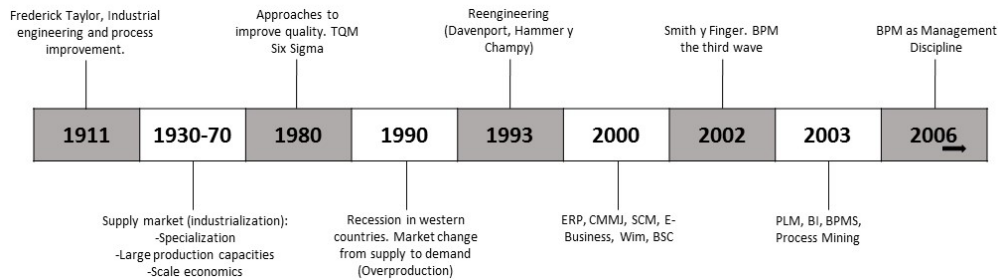 Frederick Taylor, Industrial
engineering and process
improvement.
Approaches to
improve quality. TQM
Six Sigma
Reengineering
(Davenport, Hammer y
Champy)
Smith y Finger. BPM
the third wave
BPM as Management
Discipline
1911
1930-70
1980
1990
1993
2000
2002
2003
2006
Supply market (industrialization):
-Specialization
-Large production capacities
-Scale economics
Recession in western
countries. Market change
from supply to demand
(Overproduction)
ERP, CMMJ, SCM, E-
Business, Wim, BSC
PLM, BI, BPMS,
Process Mining